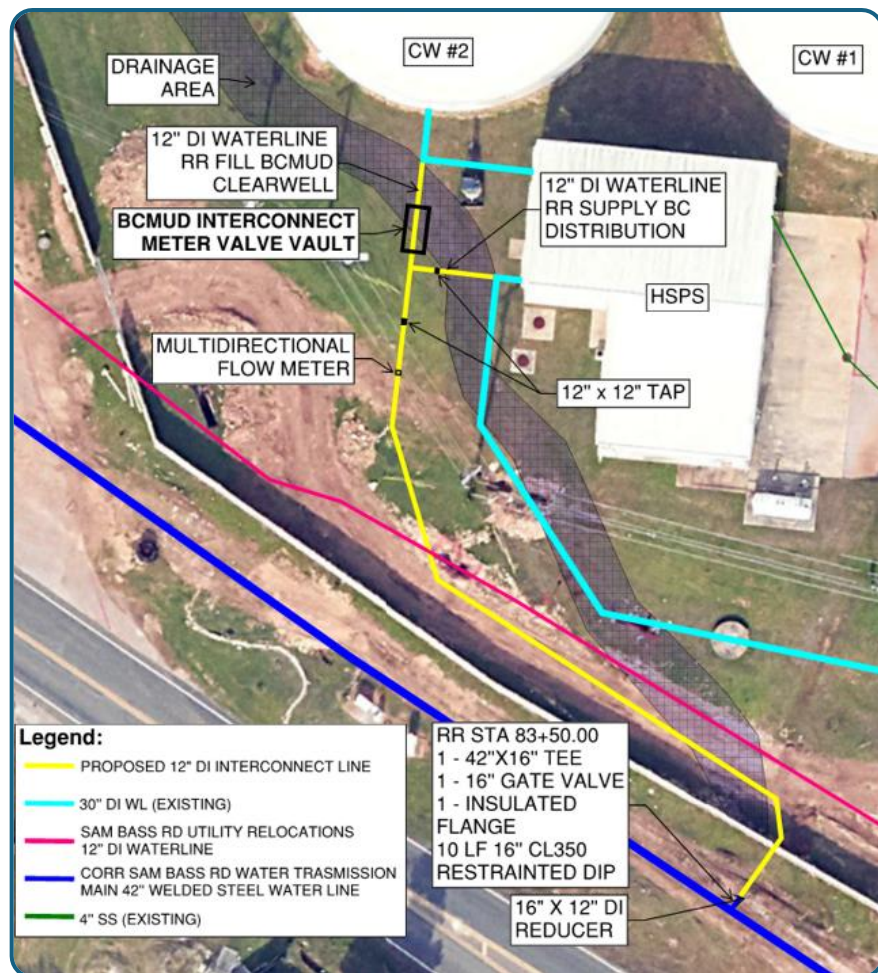 CW #2
CW #1
DRAINAGE
AREA
12" DI WATERLINE
RR FILL BCMUD
CLEARWELL
12" DI WATERLINE
RR SUPPLY BC
DISTRIBUTION
BCMUD INTERCONNECT
METER VALVE VAULT
HSPS
MULTIDIRECTIONAL
FLOW METER
12" x 12" TAP
RR STA 83+50.00
1 - 42"X16" TEE
1 - 16" GATE VALVE
1 - INSULATED
FLANGE
10 LF 16" CL350
RESTRAINTED DIP
16" X 12" DI
REDUCER
Legend:
PROPOSED 12" DI INTERCONNECT LINE
30" DI WL (EXISTING)
SAM BASS RD UTILITY RELOCATIONS
12" DI WATERLINE
CORR SAM BASS RD WATER TRASMISSION
MAIN 42" WELDED STEEL WATER LINE
4" SS (EXISTING)